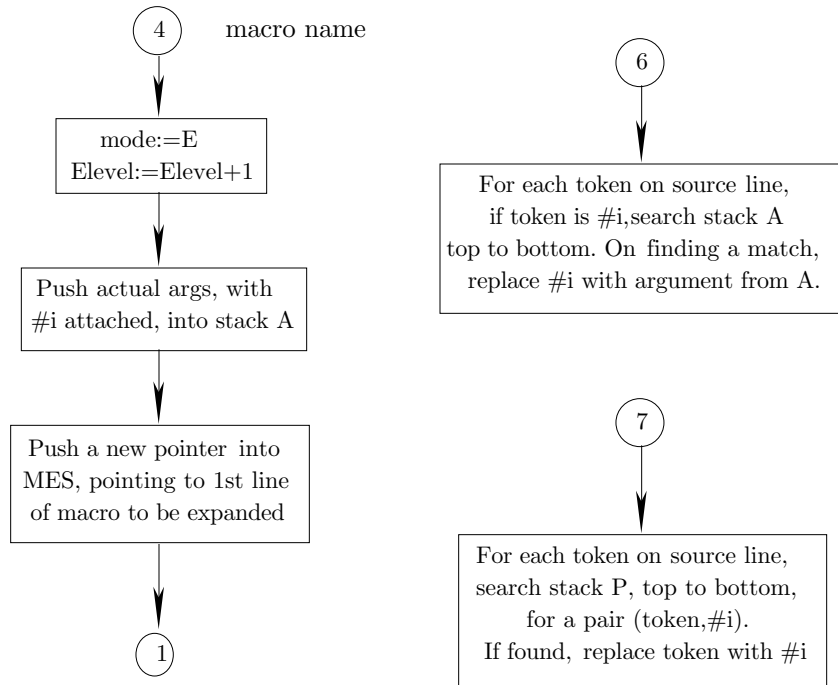 4 macro name
mode:=E
Elevel:=Elevel+1
Push actual args, with
#i attached, into stack A
Push a new pointer into
MES, pointing to 1st line
of macro to be expanded
1
6
For each token on source line,
if token is #i,search stack A
top to bottom. On finding a match,
replace #i with argument from A.
7
For each token on source line,
search stack P, top to bottom,
for a pair (token,#i).
If found, replace token with #i